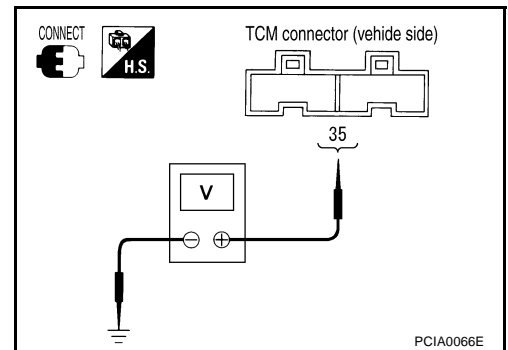 CONNECT
H.S.
TCM connector (vehide side)
35
V
− +
PCIA0066E